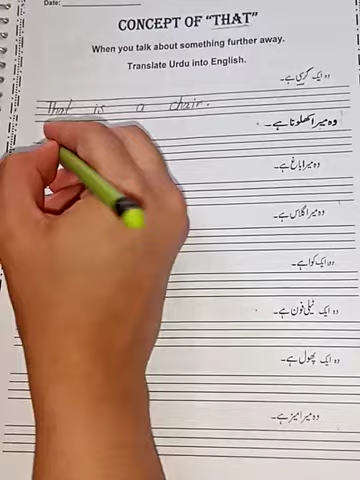 Date:
CONCEPT OF "THAT"
When you talk about something further away.
Translate Urdu into English.
وہ ایک کرسی ہے۔
That is a chair.
وہ میرا کھلونا ہے۔
وہ میرا باغ ہے۔
وہ میرا گلاس ہے۔
وہ ایک کوا ہے۔
وہ ایک ٹیلی فون ہے۔
وہ ایک پھول ہے۔
وہ میرا میز ہے۔